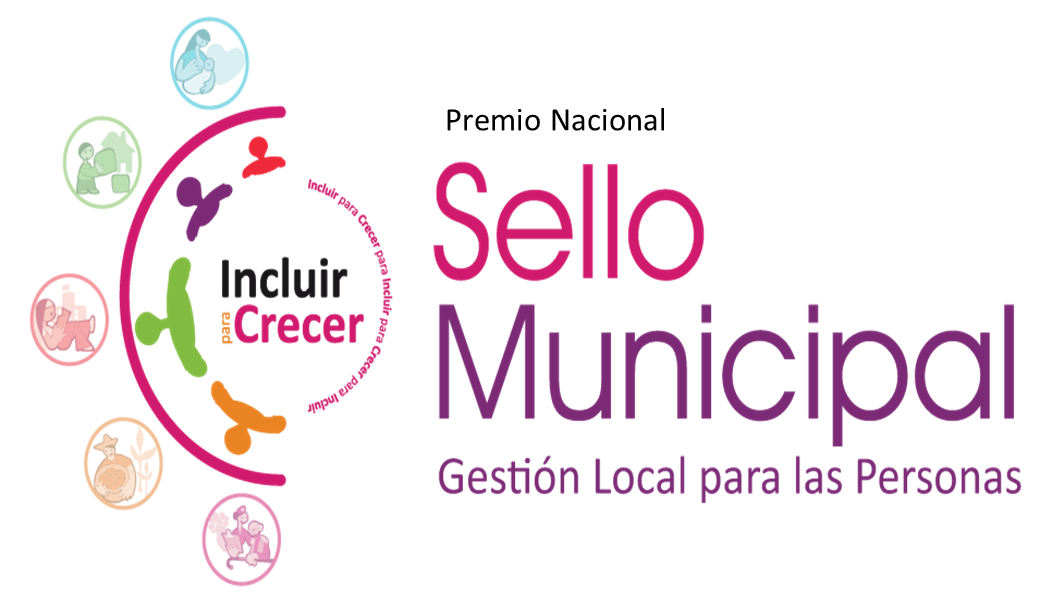 Premio Nacional
Sello
Municipal
Gestión Local para las Personas
Incluir
para Crecer
Incluir para Crecer para Incluir para Crecer para Incluir